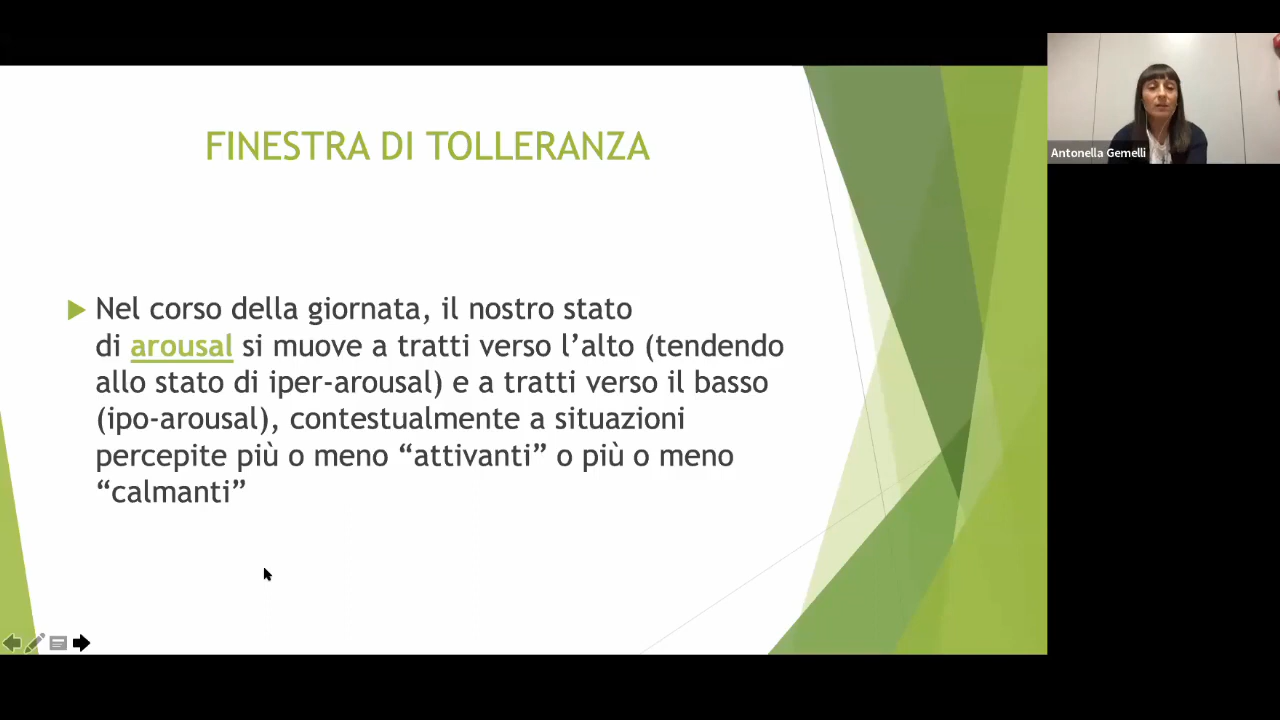 FINESTRA DI TOLLERANZA
Nel corso della giornata, il nostro stato
di arousal si muove a tratti verso l’alto (tendendo
allo stato di iper-arousal) e a tratti verso il basso
(ipo-arousal), contestualmente a situazioni
percepite più o meno “attivanti” o più o meno
“calmanti”
Antonella Gemelli